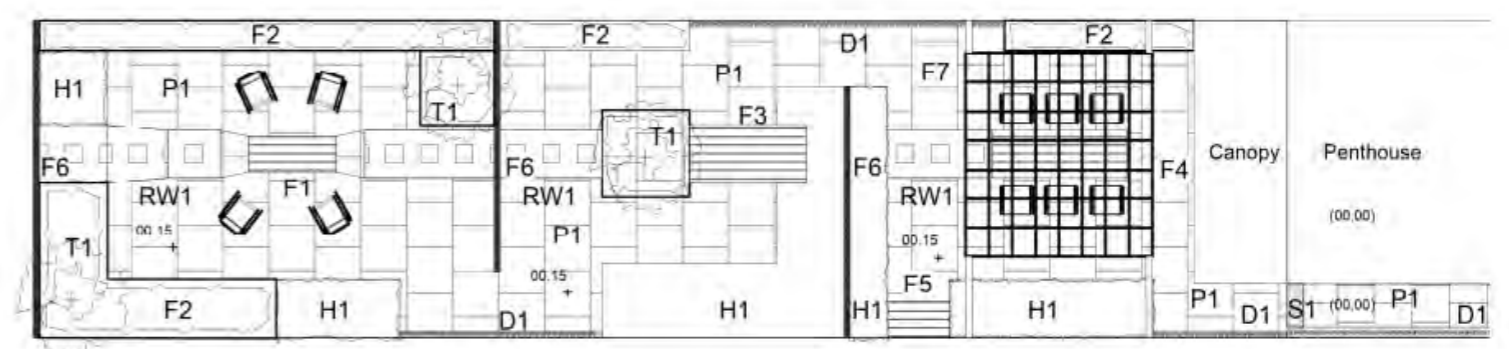 F2
F2
F2
D1
H1
P1
P1
F7
T1
F3
T1
F6
F6
F6
F4
Canopy
Penthouse
RW1
F1
RW1
RW1
00.15
T1
P1
00.15
(00.00)
00.15
F5
F2
H1
D1
H1
H1
H1
P1
D1
S1
(00.00)
P1
D1